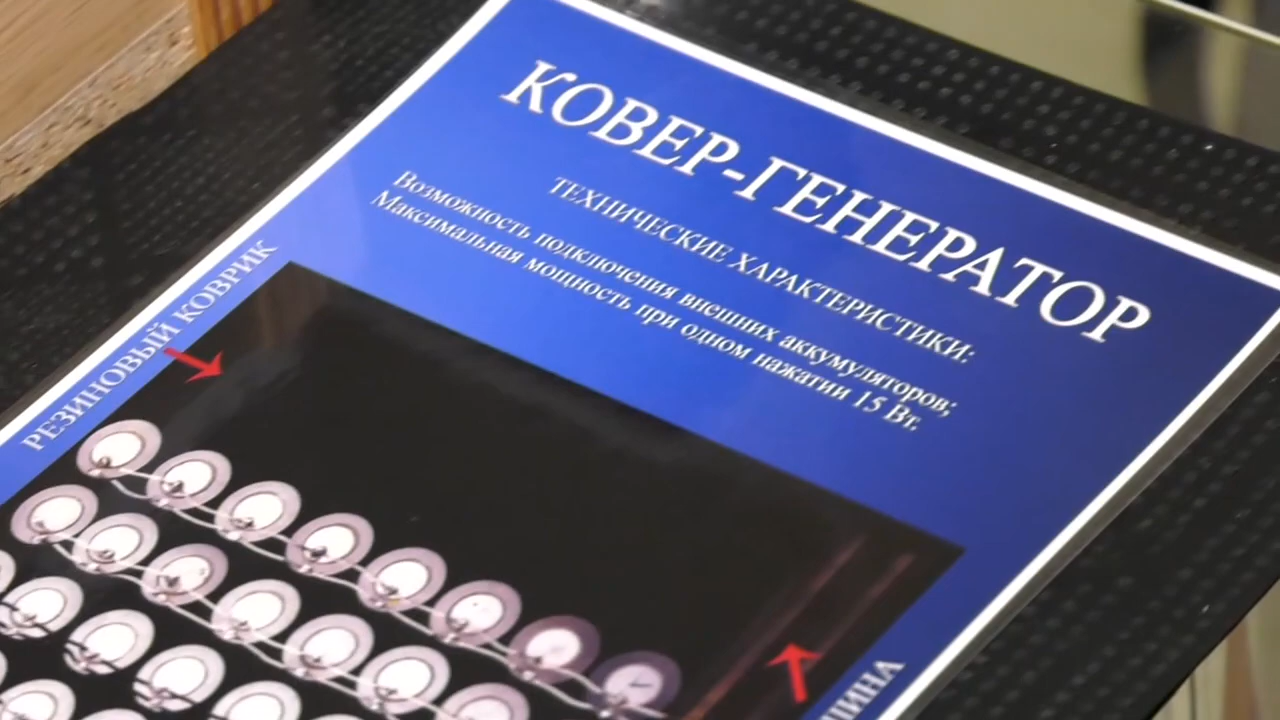 КОВЕР-ГЕНЕРАТОР
ТЕХНИЧЕСКИЕ ХАРАКТЕРИСТИКИ:
Возможность подключения внешних аккумуляторов;
Максимальная мощность при одном нажатии 15 Вт.
РЕЗИНОВЫЙ КОВРИК